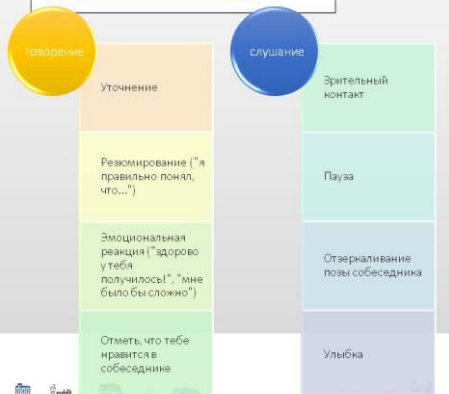 говорение
Уточнение
Резюмирование ("я
правильно понял,
что...")
Эмоциональная
реакция ("здорово
у тебя
получилось!", "мне
было бы сложно")
Отметь, что тебе
нравится в
собеседнике
слушание
Зрительный
контакт
Пауза
Отзеркаливание
позы собеседника
Улыбка